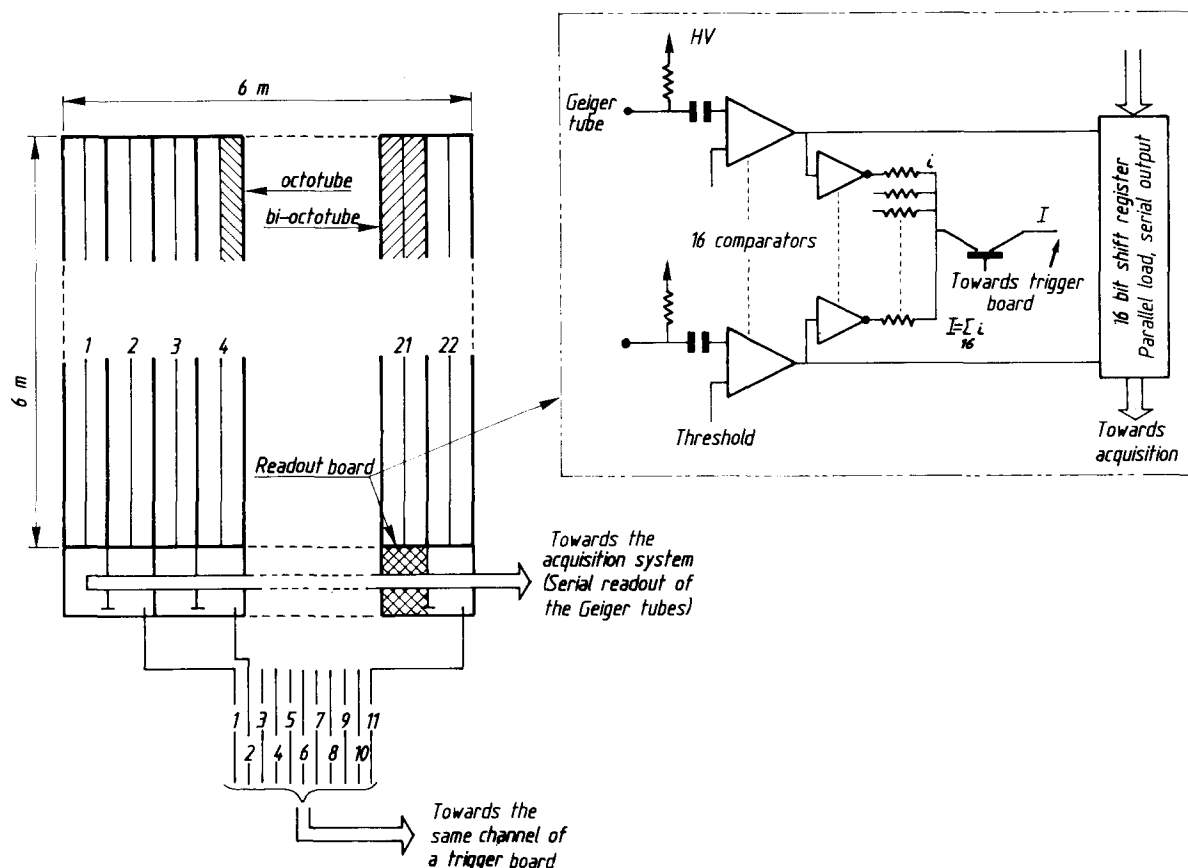 6 m
6 m
octotube
bi-octotube
1 2 3 4 21 22
Readout board
Towards the
acquisition system
(Serial readout of
the Geiger tubes)
1 3 5 7 9 11
2 4 6 8 10
Towards the
same channel of
a trigger board
HV
Geiger
tube
i
16 comparators
I
Towards trigger
board
I=Σ i
16
Threshold
16 bit shift register
Parallel load, serial output
Towards
acquisition